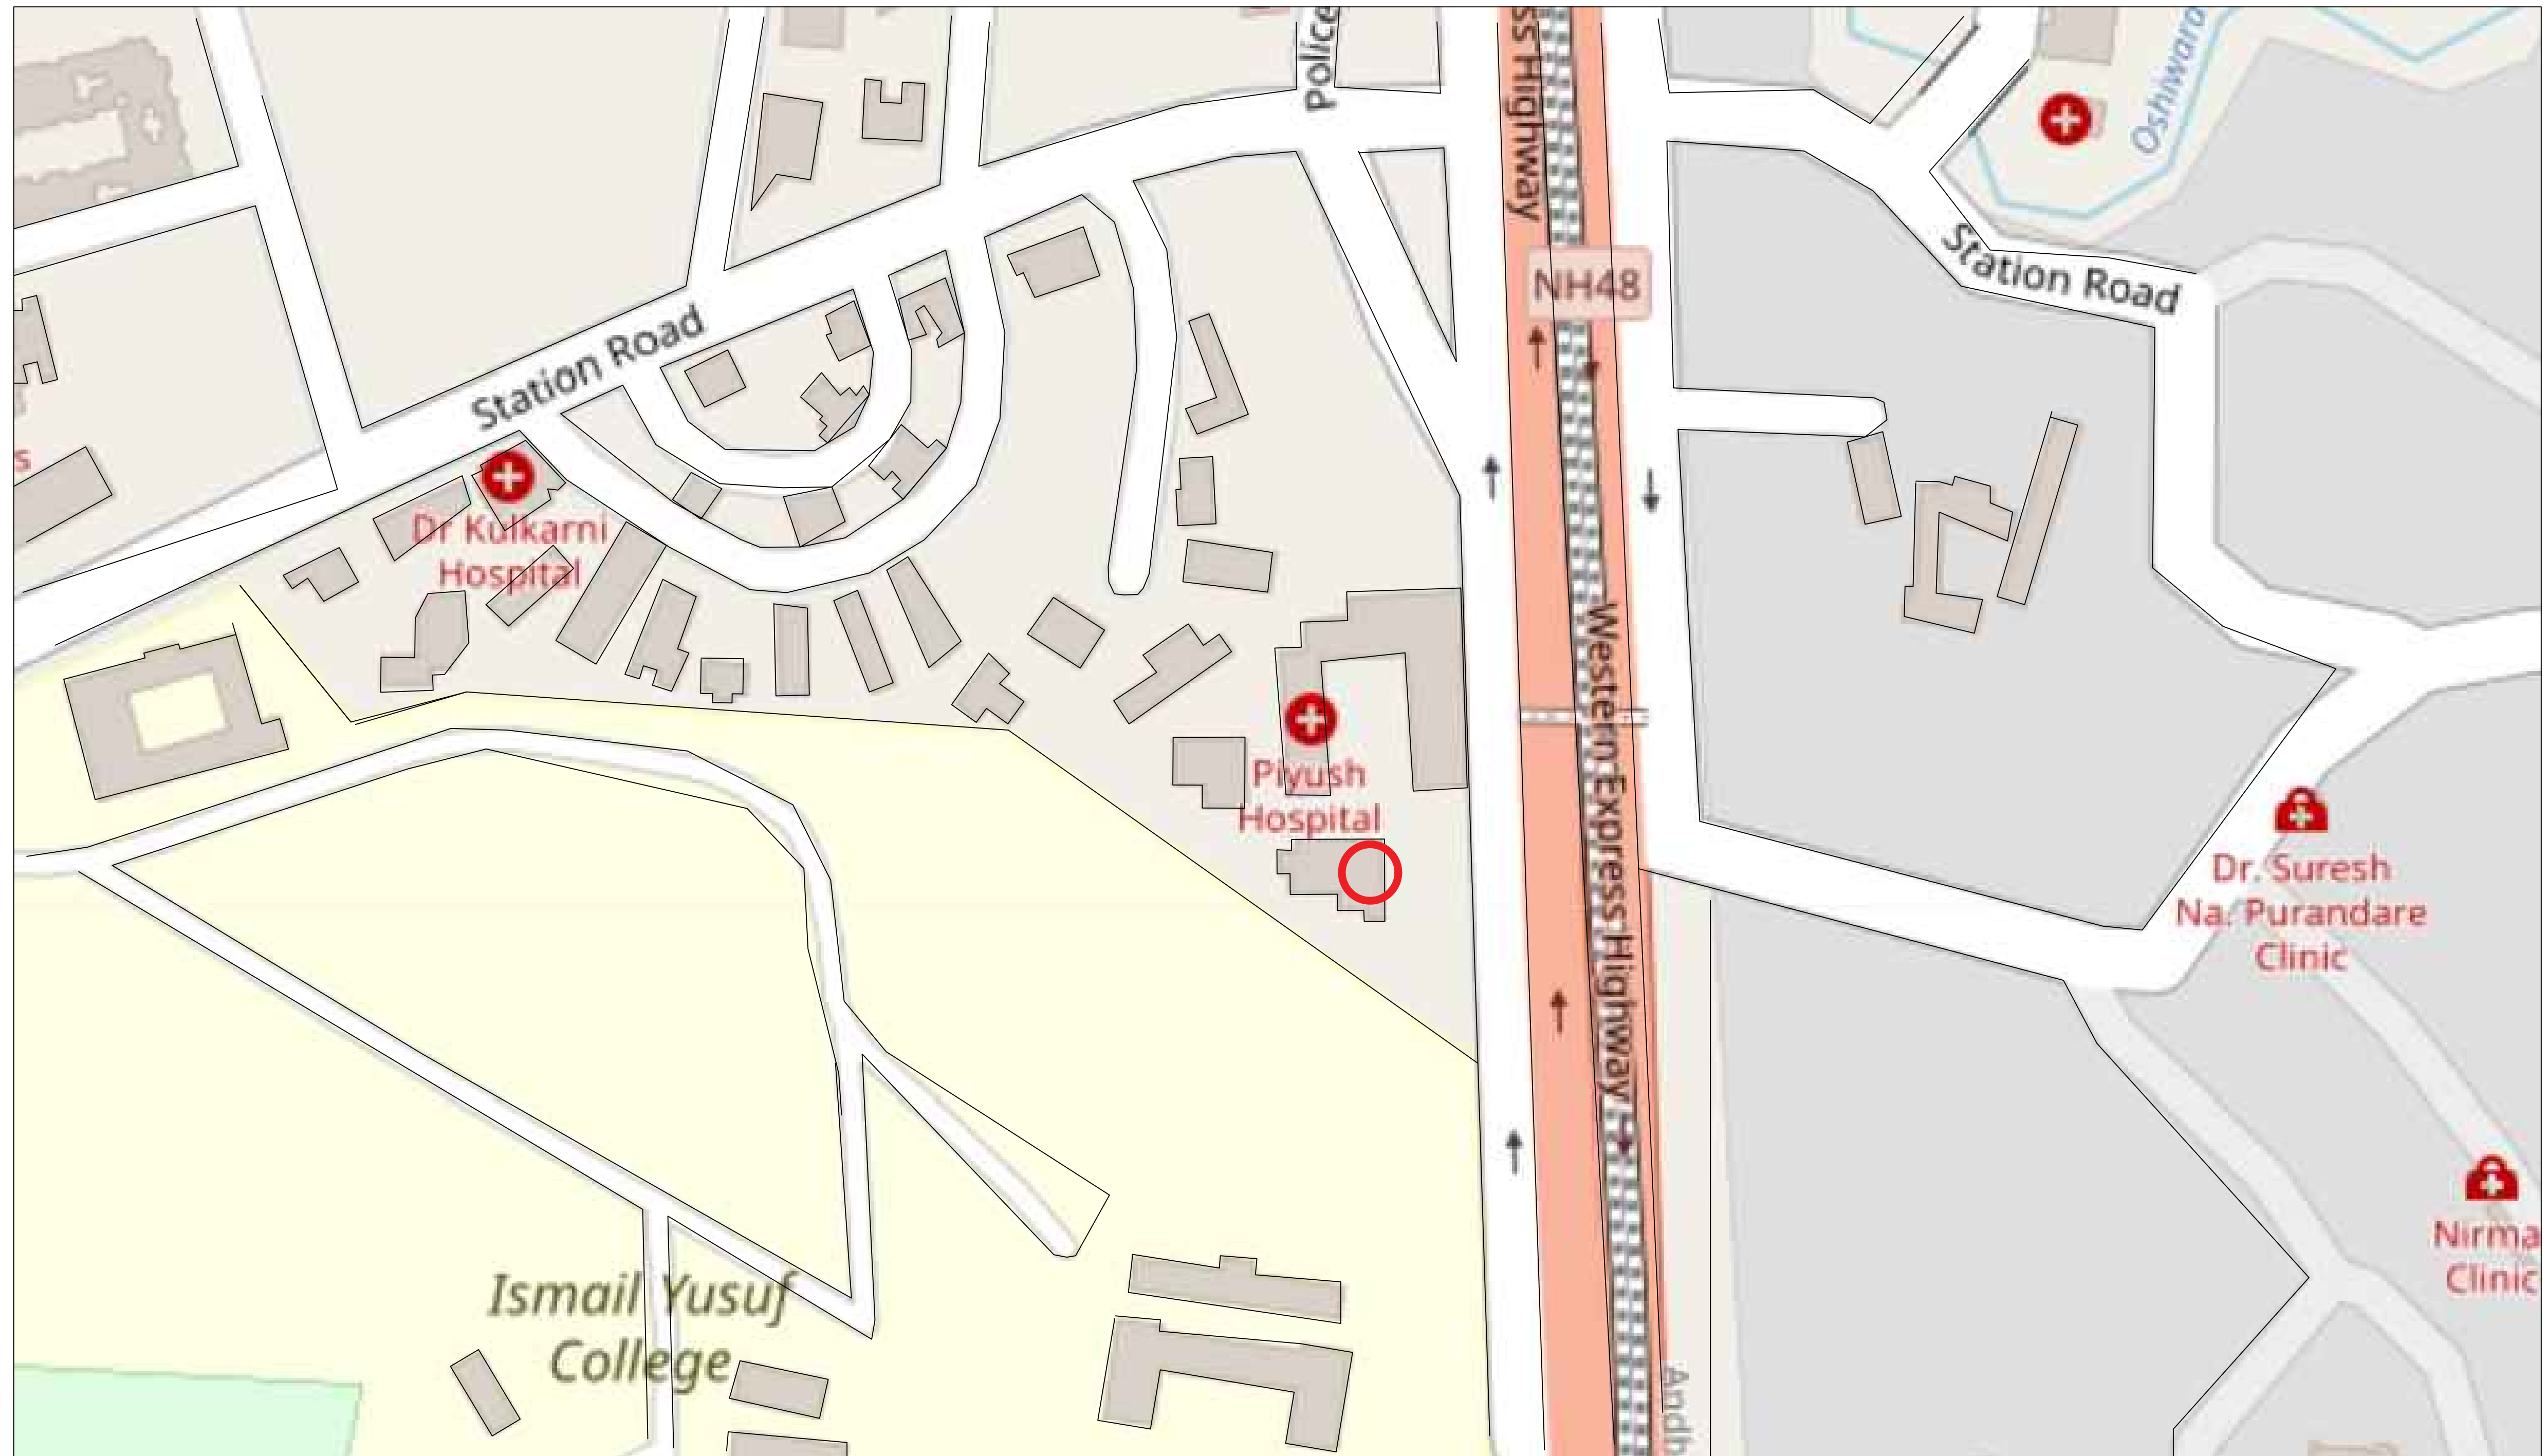 Police
ss Highway
Oshiwara
NH48
Station Road
Station Road
s
Dr Kulkarni
Hospital
Western Express Highway
Piyush
Hospital
Dr. Suresh
Na. Purandare
Clinic
Nirma
Clinic
Ismail Yusuf
College
Andh